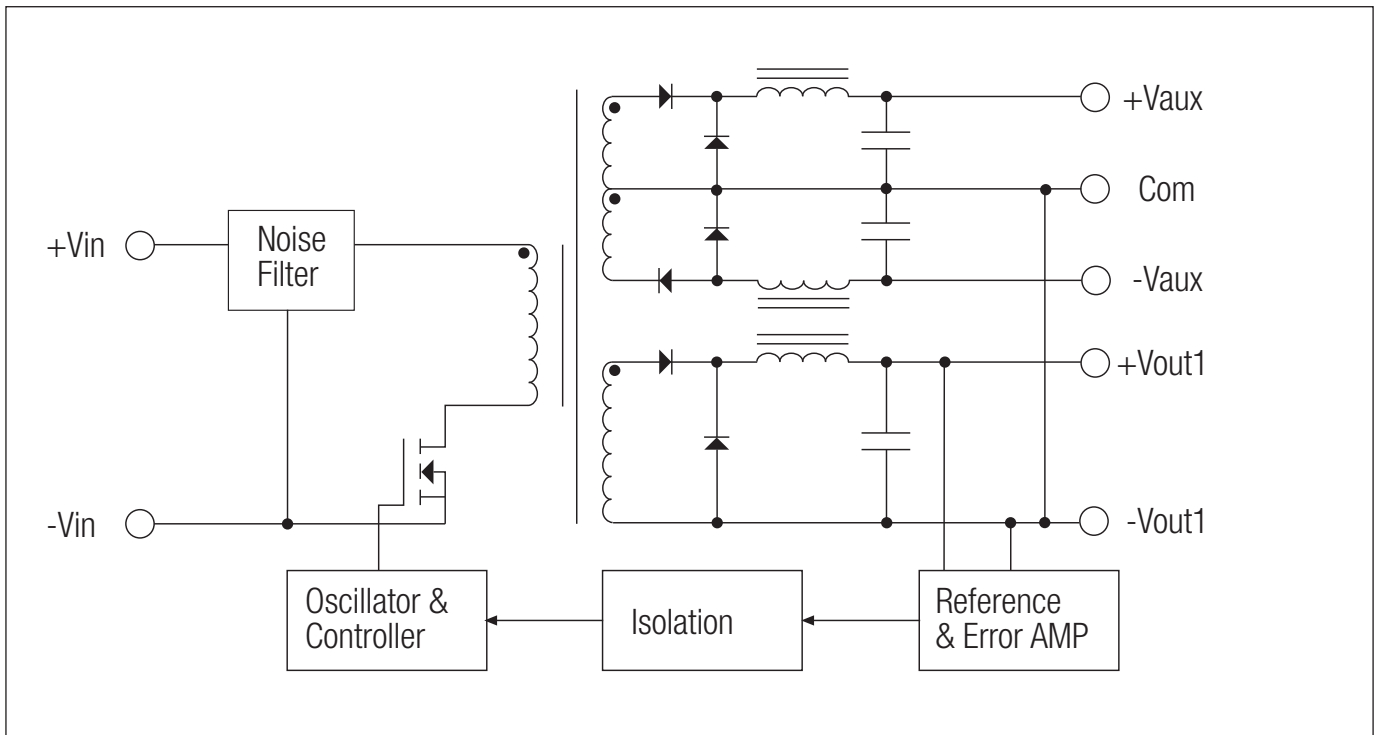 +Vaux
Com
-Vaux
+Vin
Noise
Filter
+Vout1
-Vin
-Vout1
Oscillator &
Controller
Isolation
Reference
& Error AMP